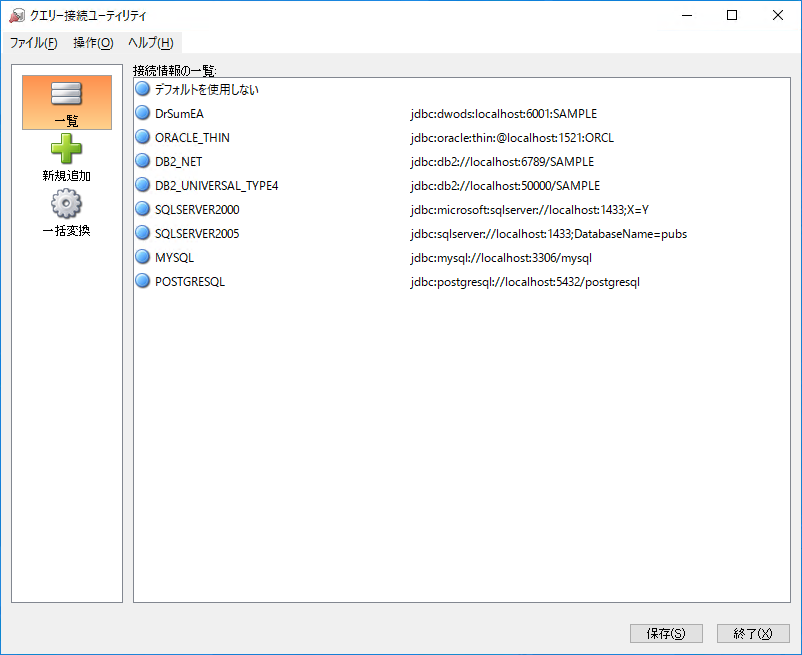 クエリー接続ユーティリティ
ファイル(F) 操作(O) ヘルプ(H)
接続情報の一覧:
一覧
新規追加
一括変換
デフォルトを使用しない
DrSumEA jdbc:dwods:localhost:6001:SAMPLE
ORACLE_THIN jdbc:oracle:thin:@localhost:1521:ORCL
DB2_NET jdbc:db2://localhost:6789/SAMPLE
DB2_UNIVERSAL_TYPE4 jdbc:db2://localhost:50000/SAMPLE
SQLSERVER2000 jdbc:microsoft:sqlserver://localhost:1433;X=Y
SQLSERVER2005 jdbc:sqlserver://localhost:1433;DatabaseName=pubs
MYSQL jdbc:mysql://localhost:3306/mysql
POSTGRESQL jdbc:postgresql://localhost:5432/postgresql
保存(S) 終了(X)